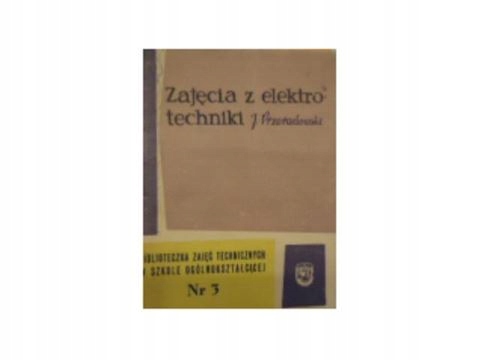 Zajęcia z elektro-
techniki J. Przeradowski
BIBLIOTECZKA ZAJĘĆ TECHNICZNYCH
W SZKOLE OGÓLNOKSZTAŁCĄCEJ
Nr 3